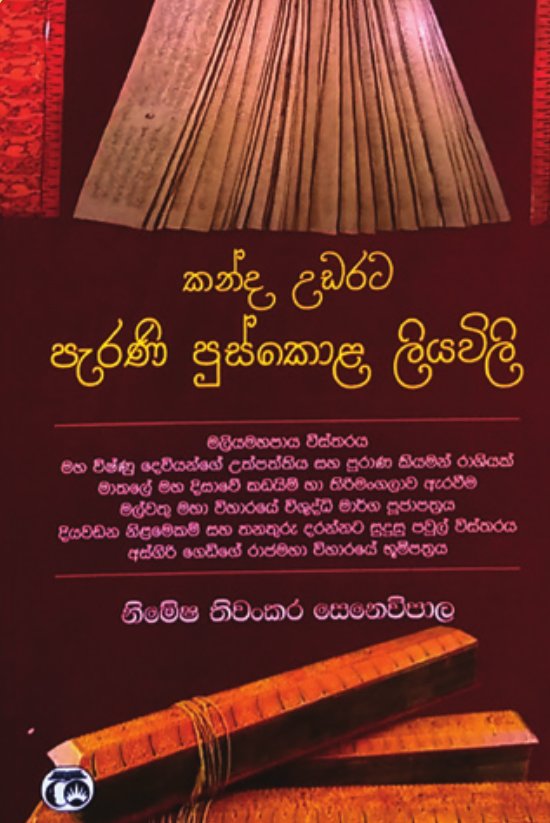 කන්ද උඩරට
පැරණි පුස්කොළ ලියවිලි
මලියමහපාය විස්තරය
මහ විෂ්ණු දෙවියන්ගේ උත්පත්තිය සහ පුරාණ කියමන් රාශියක්
මාතලේ මහ දිසාවේ කඩයිම් හා තිරිමංගලාව ඇරඹීම
මල්වතු මහා විහාරයේ විශුද්ධි මාර්ග පූජාපත්‍රය
දියවඩන නිළමෙකම් සහ තනතුරු දරන්නට සුදුසු පවුල් විස්තරය
අස්ගිරි ගෙඩිගේ රාජමහා විහාරයේ භූමිපත්‍රය
නිමේෂ තිවංකර සෙනෙවිපාල